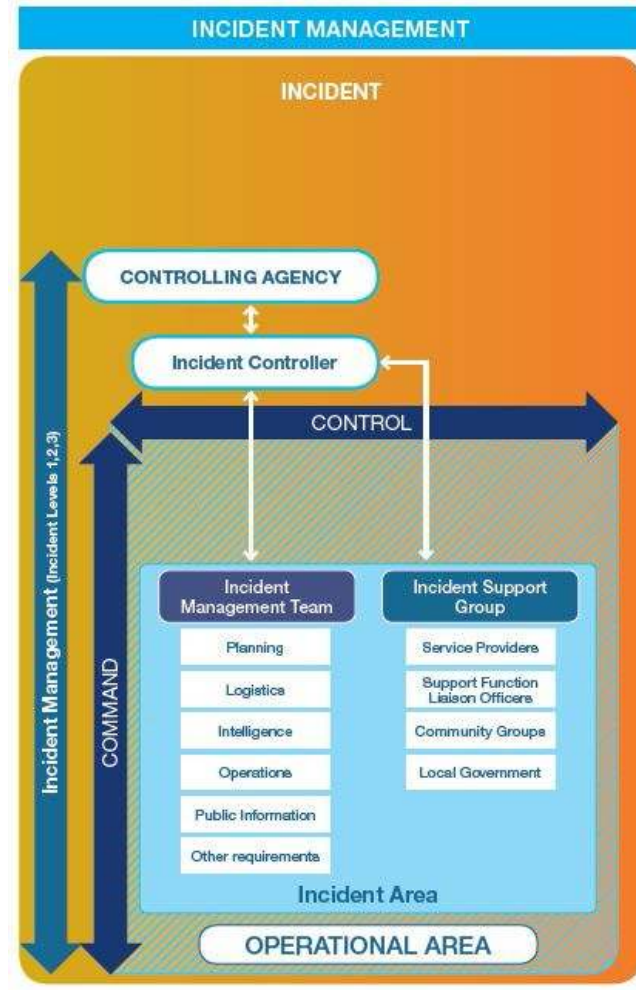 INCIDENT MANAGEMENT
INCIDENT
CONTROLLING AGENCY
Incident Controller
CONTROL
Incident Management (Incident Levels 1,2,3)
COMMAND
Incident
Management Team
Planning
Logistics
Intelligence
Operations
Public Information
Other requirements
Incident Support
Group
Service Providers
Support Function
Liaison Officers
Community Groups
Local Government
Incident Area
OPERATIONAL AREA